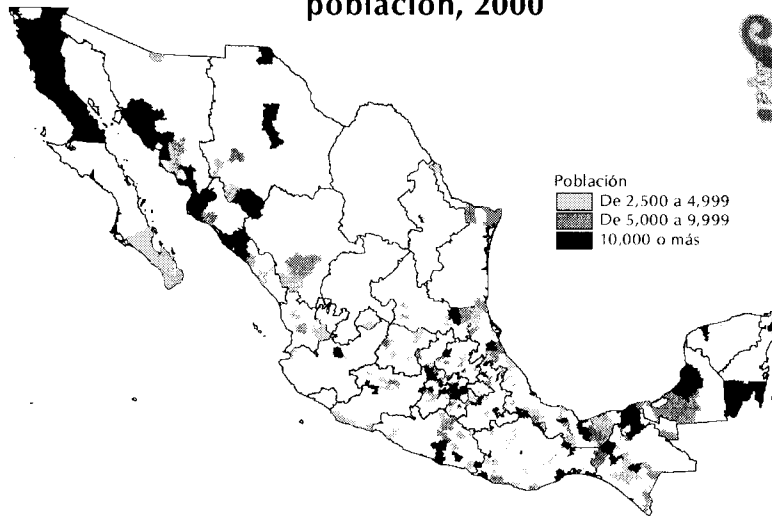 población, 2000
Población
De 2,500 a 4,999
De 5,000 a 9,999
10,000 o más